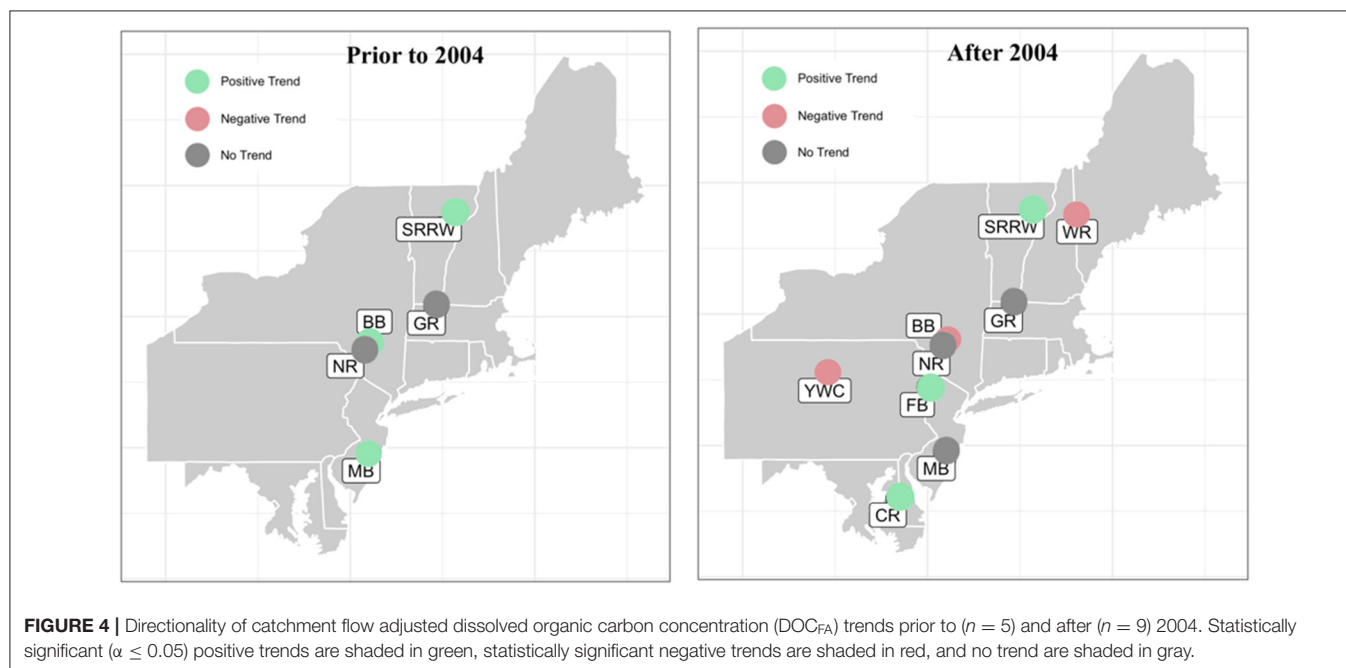 Prior to 2004
Positive Trend
Negative Trend
No Trend
SRRW
GR
BB
NR
MB
After 2004
Positive Trend
Negative Trend
No Trend
SRRW
WR
GR
BB
NR
YWC
FB
MB
CR
FIGURE 4 | Directionality of catchment flow adjusted dissolved organic carbon concentration (DOCFA) trends prior to (n = 5) and after (n = 9) 2004. Statistically
significant (α ≤ 0.05) positive trends are shaded in green, statistically significant negative trends are shaded in red, and no trend are shaded in gray.